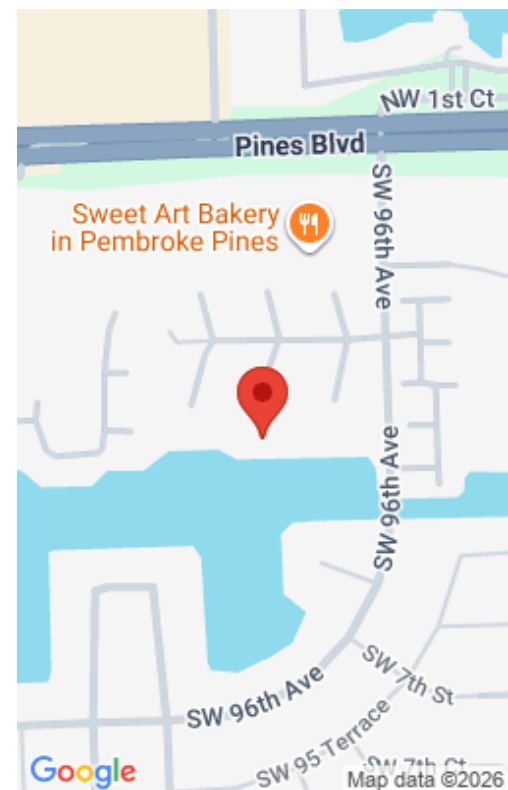 NW 1st Ct
Pines Blvd
SW 96th Ave
Sweet Art Bakery
in Pembroke Pines
SW 96th Ave
SW 7th St
SW 96th Ave
SW 95 Terrace
SW 7th Ct
Google
Map data ©2026